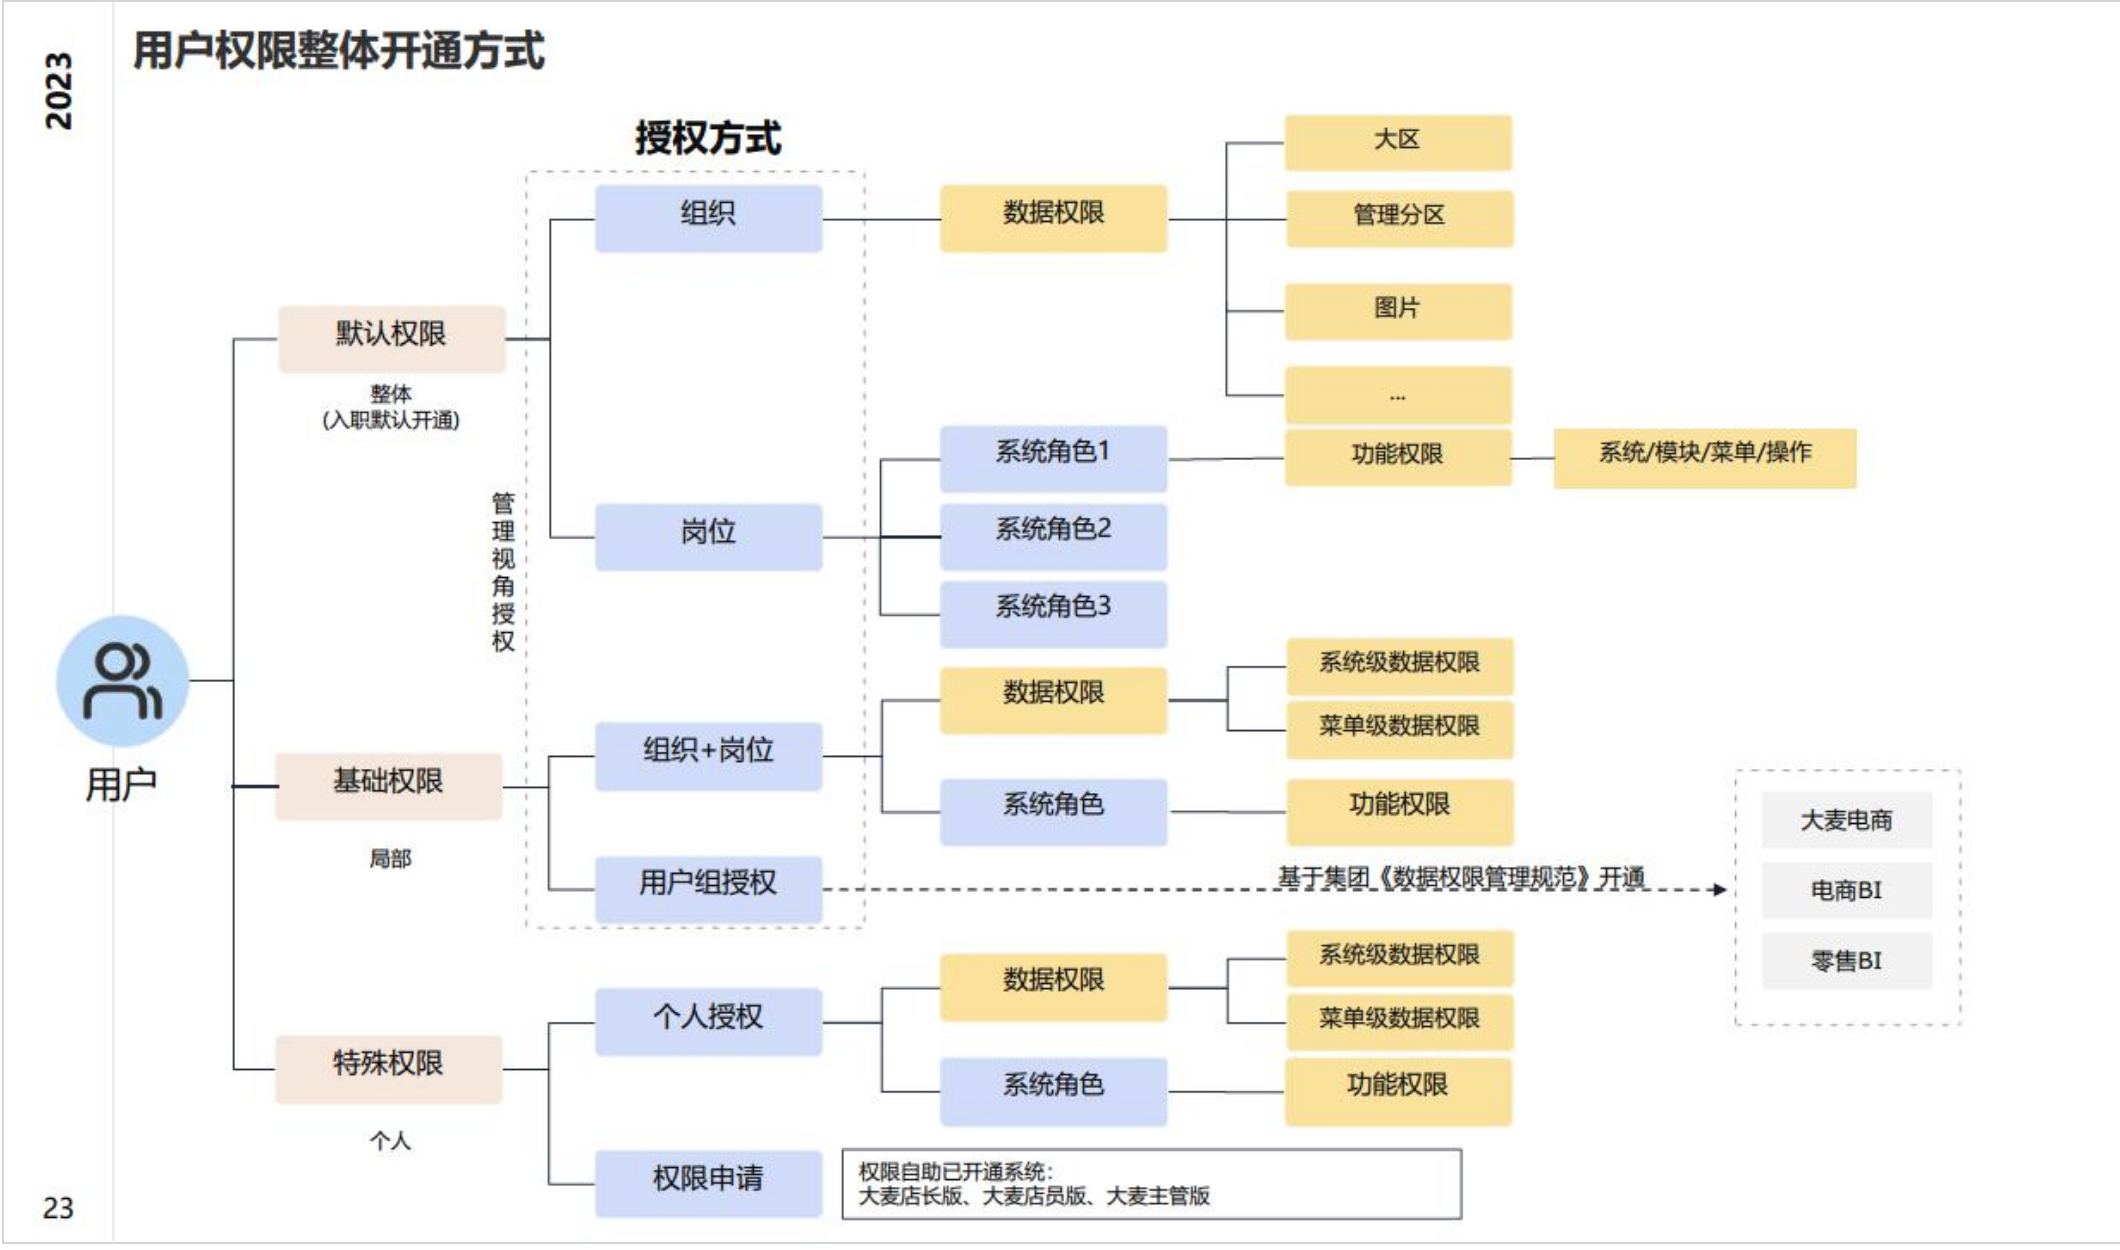 2023
用户权限整体开通方式
授权方式
用户
默认权限
整体
(入职默认开通)
管理视角授权
组织
数据权限
大区
管理分区
图片
...
岗位
系统角色1
功能权限
系统/模块/菜单/操作
系统角色2
系统角色3
基础权限
局部
组织+岗位
数据权限
系统级数据权限
菜单级数据权限
系统角色
功能权限
用户组授权
基于集团《数据权限管理规范》开通
大麦电商
电商BI
零售BI
特殊权限
个人
个人授权
数据权限
系统级数据权限
菜单级数据权限
系统角色
功能权限
权限申请
权限自助已开通系统：
大麦店长版、大麦店员版、大麦主管版
23